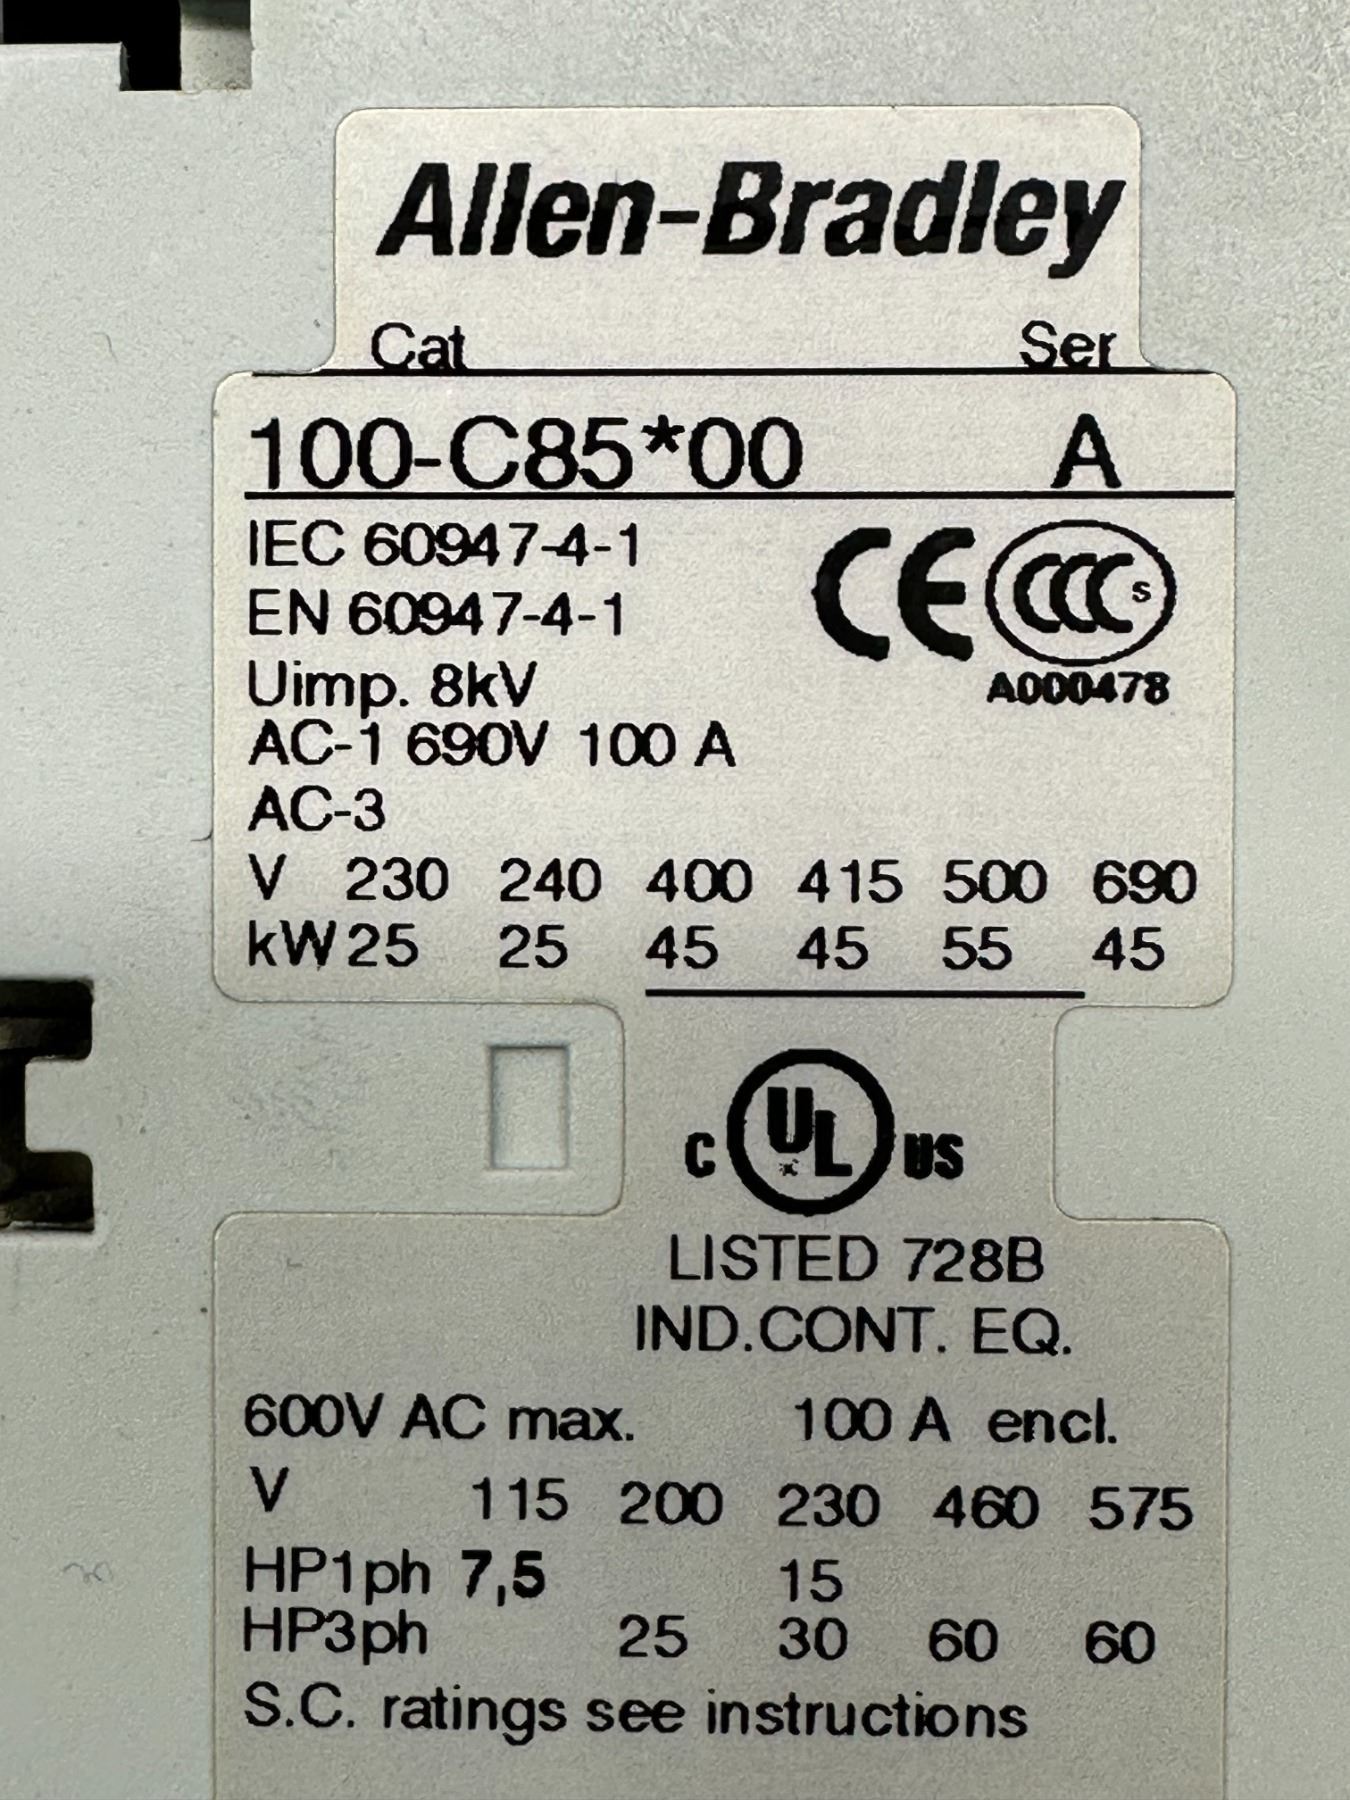 Allen-Bradley
Cat Ser
100-C85*00 A
IEC 60947-4-1
EN 60947-4-1
CE CCC S
Uimp. 8kV
A000478
AC-1 690V 100 A
AC-3
V 230 240 400 415 500 690
kW 25 25 45 45 55 45
C UL US
LISTED 728B
IND.CONT. EQ.
600V AC max. 100 A encl.
V 115 200 230 460 575
HP1ph 7,5 15
HP3ph 25 30 60 60
S.C. ratings see instructions